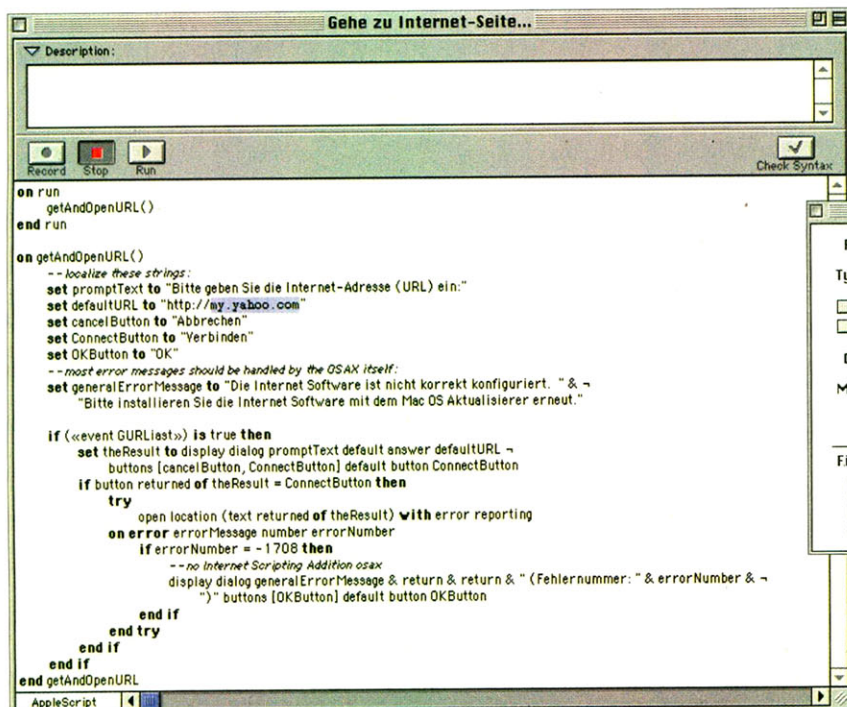 Gehe zu Internet-Seite...
Description:
Record Stop Run Check Syntax
on run
getAndOpenURL()
end run
on getAndOpenURL()
--localize these strings:
set promptText to "Bitte geben Sie die Internet-Adresse (URL) ein:"
set defaultURL to "http://my.yahoo.com"
set cancelButton to "Abbrechen"
set ConnectButton to "Verbinden"
set OKButton to "OK"
--most error messages should be handled by the OSAX itself:
set generalErrorMessage to "Die Internet Software ist nicht korrekt konfiguriert. " & ¬
"Bitte installieren Sie die Internet Software mit dem Mac OS Aktualisierer erneut."
if («event GURLiast») is true then
set theResult to display dialog promptText default answer defaultURL ¬
buttons [cancelButton, ConnectButton] default button ConnectButton
if button returned of theResult = ConnectButton then
try
open location (text returned of theResult) with error reporting
on error errorMessage number errorNumber
if errorNumber = -1708 then
--no Internet Scripting Addition osax
display dialog generalErrorMessage & return & return & " (Fehlernummer: " & errorNumber & ¬
")" buttons [OKButton] default button OKButton
end if
end try
end if
end if
end getAndOpenURL
AppleScript